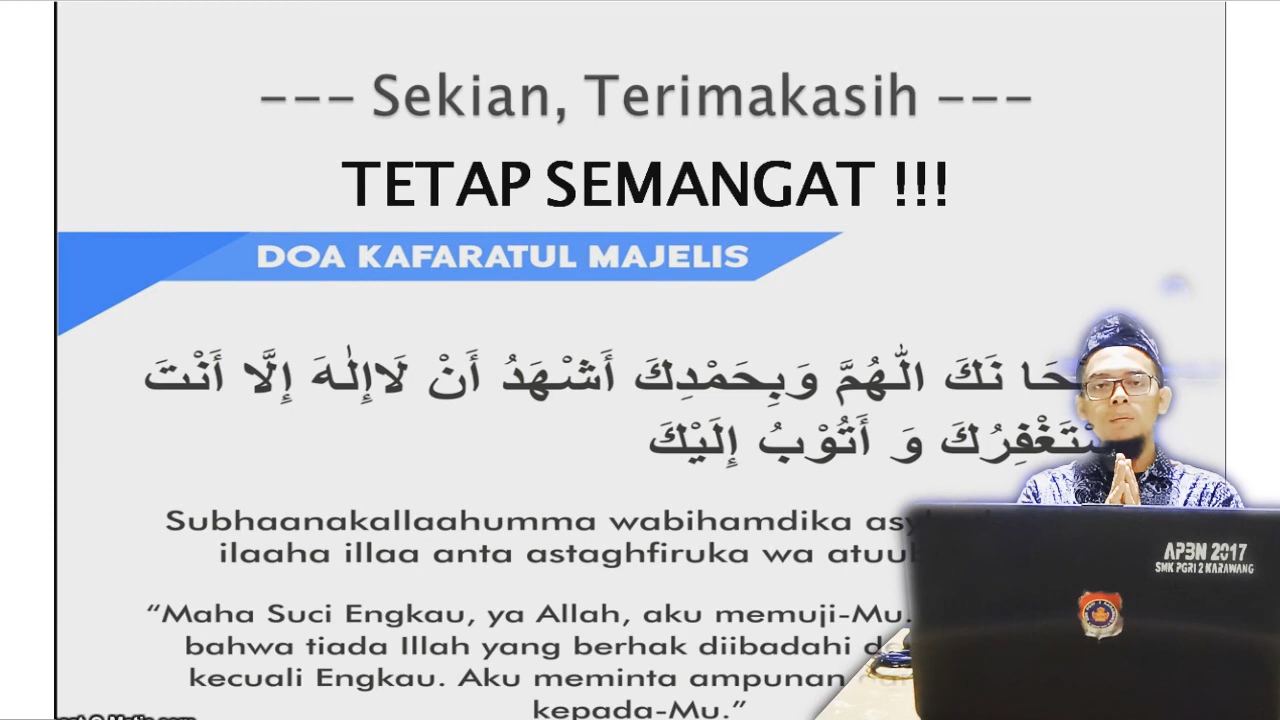 --- Sekian, Terimakasih ---
TETAP SEMANGAT !!!
DOA KAFARATUL MAJELIS
نَكَ الّٰلهُمَّ وَبِحَمْدِكَ أَشْهَدُ أَنْ لَاإِلٰهَ إِلَّا أَنْتَ
وَ أَتُوْبُ إِلَيْكَ
Subhaanakallaahumma wabihamdika
ilaaha illaa anta astaghfiruka wa
“Maha Suci Engkau, ya Allah, aku memuji-Mu.
bahwa tiada Illah yang berhak diibadahi
kecuali Engkau. Aku meminta ampunan
kepada-Mu.”
APBN 2017
SMK PGRI 2 KARAWANG